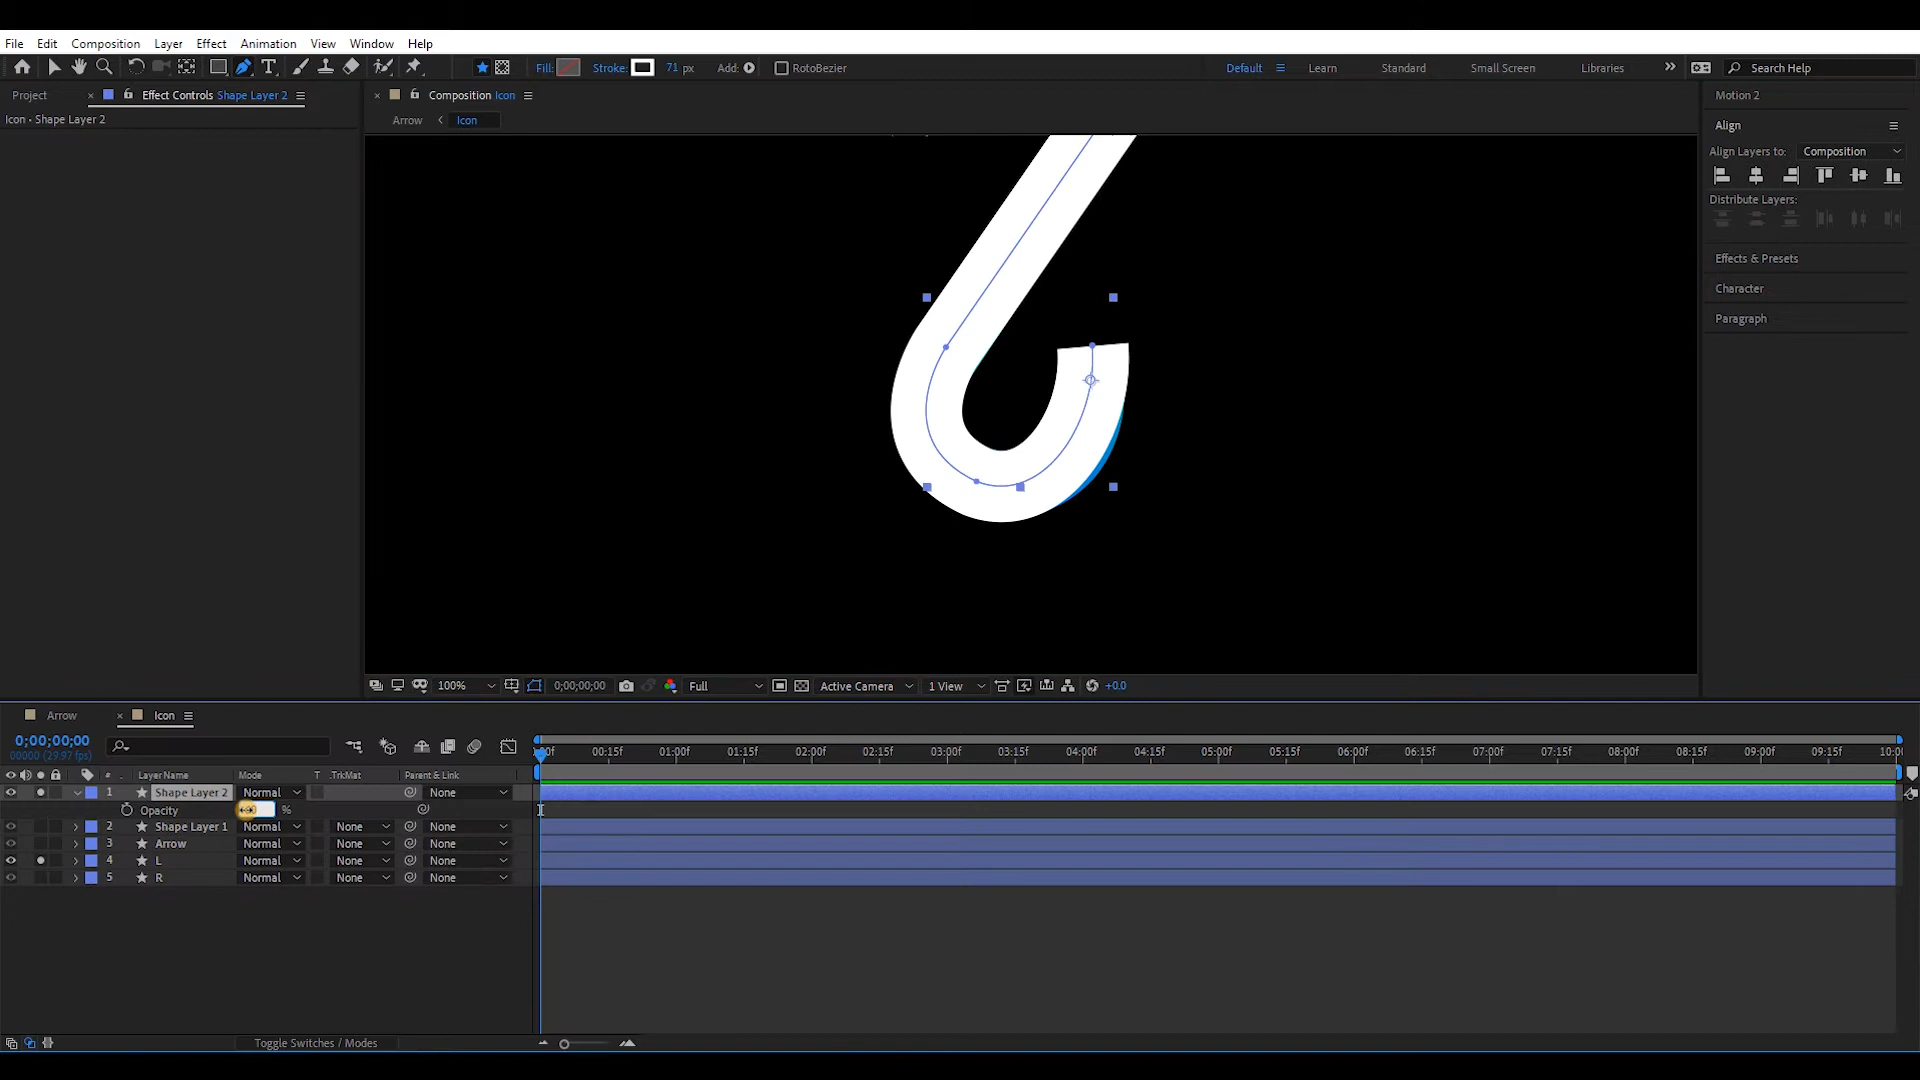 File Edit Composition Layer Effect Animation View Window Help
Fill: Stroke: 71 px Add: RotoBezier Default Learn Standard Small Screen Libraries Search Help
Project Effect Controls Shape Layer 2 Composition Icon Motion 2
Icon • Shape Layer 2 Arrow Icon Align
Align Layers to: Composition
Distribute Layers:
Effects & Presets
Character
Paragraph
100% 0;00;00;00 Full Active Camera 1 View +0.0
Arrow Icon
0;00;00;00
00000 (29.97 fps)
00:15f 01:00f 01:15f 02:00f 02:15f 03:00f 03:15f 04:00f 04:15f 05:00f 05:15f 06:00f 06:15f 07:00f 07:15f 08:00f 08:15f 09:00f 09:15f
# Layer Name Mode T .TrkMat Parent & Link
1 Shape Layer 2 Normal None
Opacity %
2 Shape Layer 1 Normal None None
3 Arrow Normal None None
4 L Normal None None
5 R Normal None None
Toggle Switches / Modes